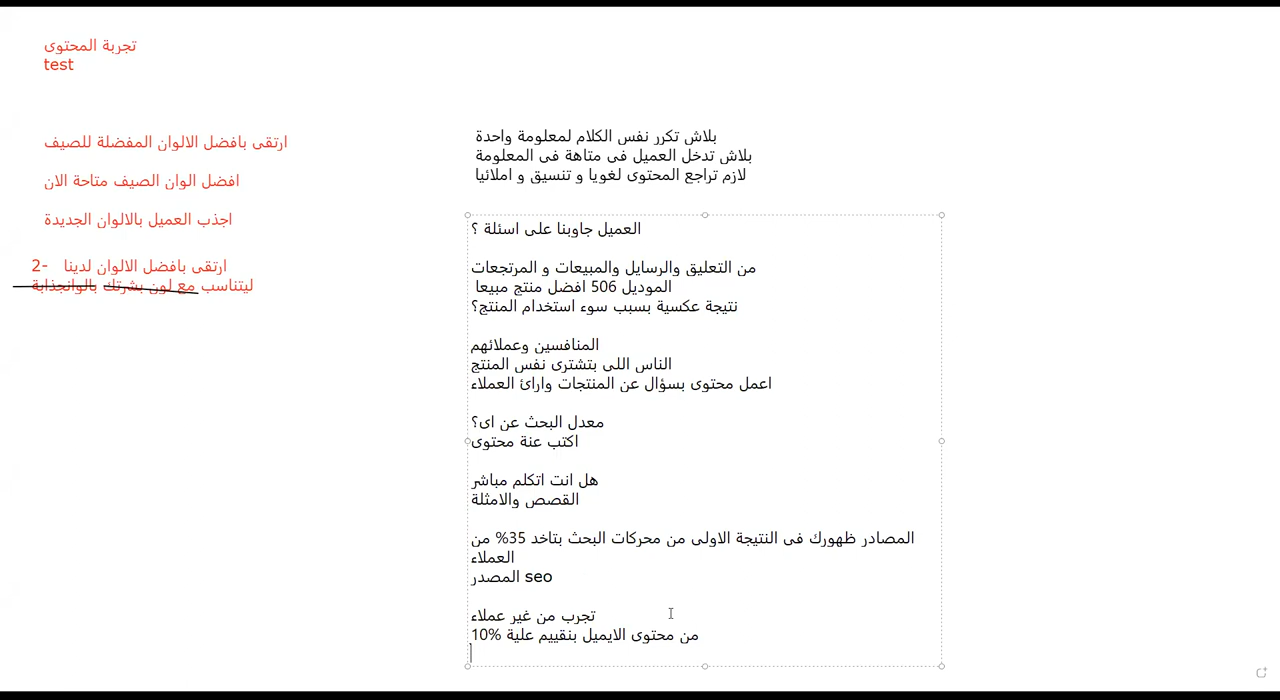 تجربة المحتوى
test
ارتقى بافضل الالوان المفضلة للصيف
افضل الوان الصيف متاحة الان
اجذب العميل بالالوان الجديدة
2- ارتقى بافضل الالوان لدينا
ليتناسب مع لون بشرتك بالوانجذابة
بلاش تكرر نفس الكلام لمعلومة واحدة
بلاش تدخل العميل فى متاهة فى المعلومة
لازم تراجع المحتوى لغويا و تنسيق و املائيا
العميل جاوبنا على اسئلة ؟
من التعليق والرسايل والمبيعات و المرتجعات
الموديل 506 افضل منتج مبيعا
نتيجة عكسية بسبب سوء استخدام المنتج؟
المنافسين وعملائهم
الناس اللى بتشترى نفس المنتج
اعمل محتوى بسؤال عن المنتجات وارائ العملاء
معدل البحث عن اى؟
اكتب عنة محتوى
هل انت اتكلم مباشر
القصص والامثلة
المصادر ظهورك فى النتيجة الاولى من محركات البحث بتاخد 35% من
العملاء
المصدر seo
تجرب من غير عملاء
من محتوى الايميل بنقييم علية 10%